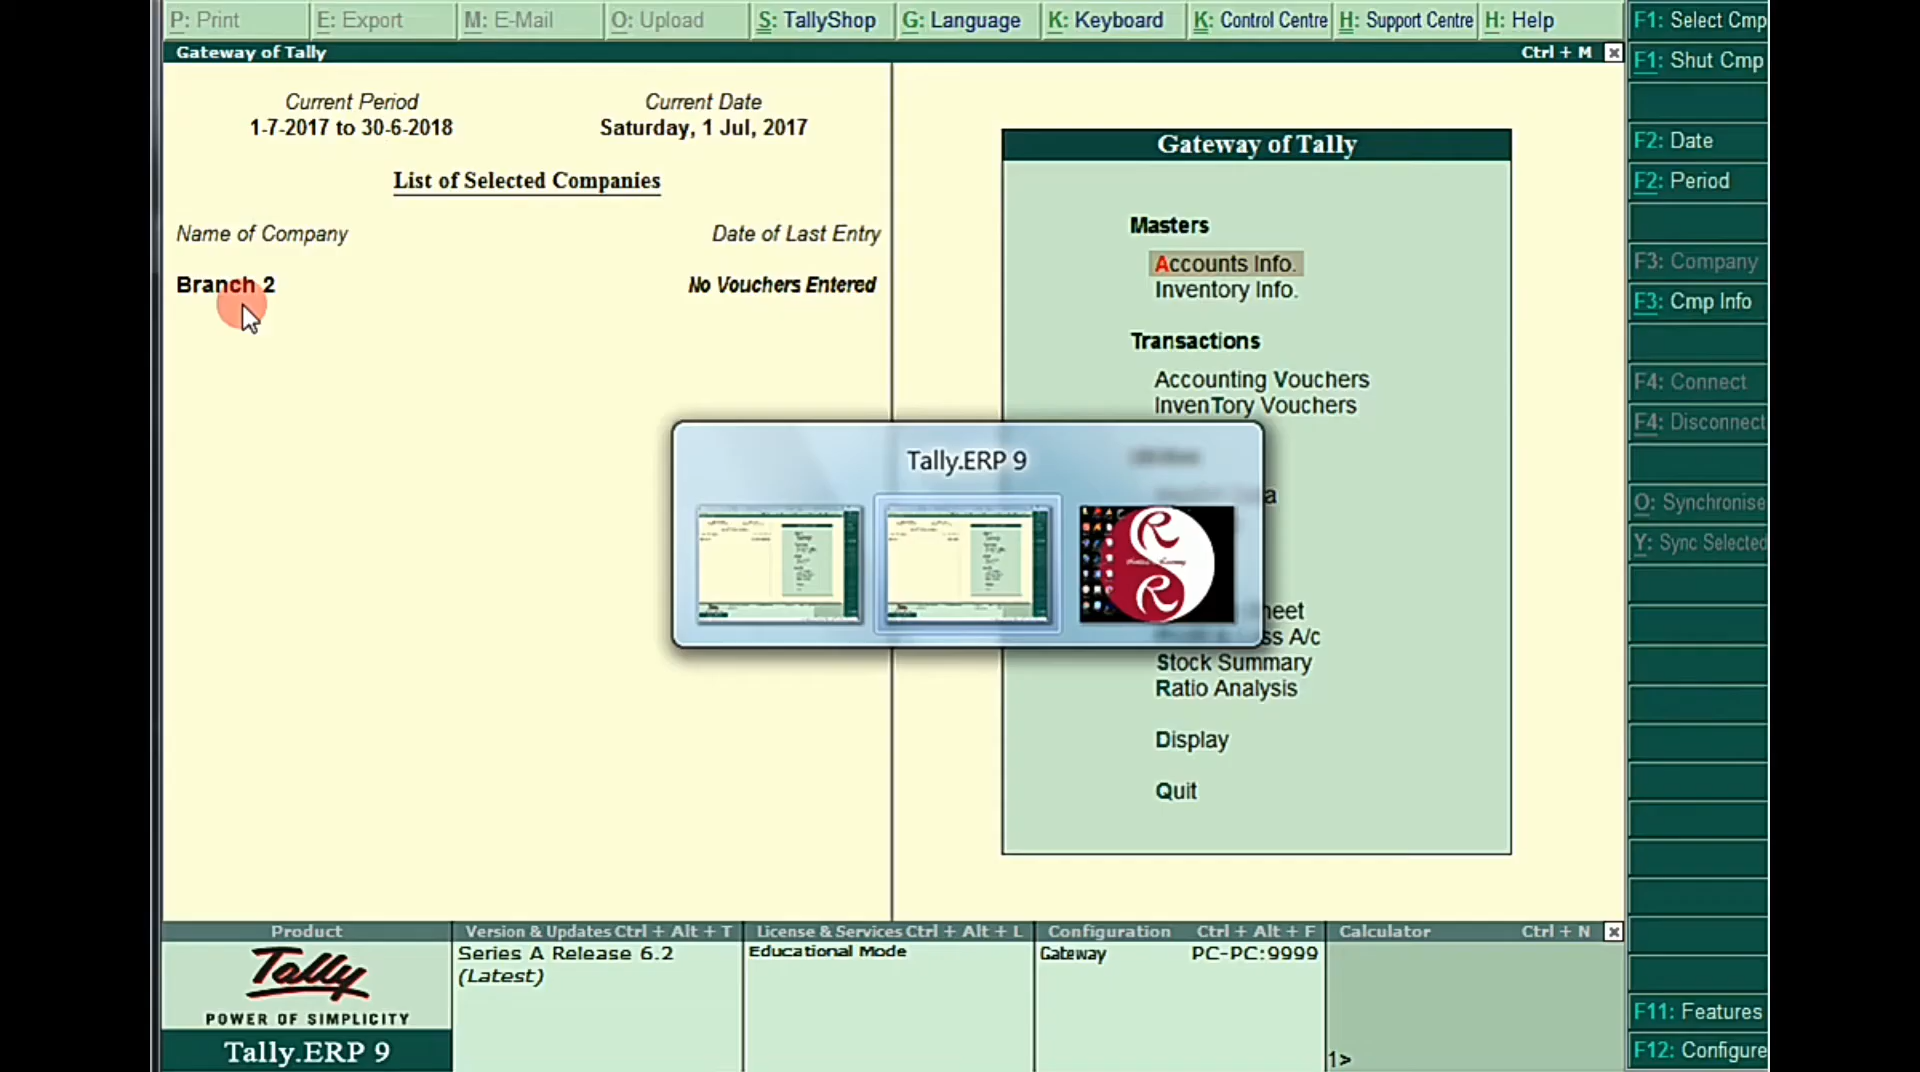 P: Print E: Export M: E-Mail O: Upload S: TallyShop G: Language K: Keyboard K: Control Centre H: Support Centre H: Help
Gateway of Tally Ctrl + M
Current Period Current Date
1-7-2017 to 30-6-2018 Saturday, 1 Jul, 2017
List of Selected Companies
Name of Company Date of Last Entry
Branch 2 No Vouchers Entered
Gateway of Tally
Masters
Accounts Info.
Inventory Info.
Transactions
Accounting Vouchers
InvenTory Vouchers
Tally.ERP 9
a
heet
ss A/c
Stock Summary
Ratio Analysis
Display
Quit
F1: Select Cmp
F1: Shut Cmp
F2: Date
F2: Period
F3: Company
F3: Cmp Info
F4: Connect
F4: Disconnect
O: Synchronise
Y: Sync Selected
F11: Features
F12: Configure
Product
Tally
POWER OF SIMPLICITY
Tally.ERP 9
Version & Updates Ctrl + Alt + T
Series A Release 6.2
(Latest)
License & Services Ctrl + Alt + L
Educational Mode
Configuration Ctrl + Alt + F
Gateway PC-PC:9999
Calculator Ctrl + N
1>